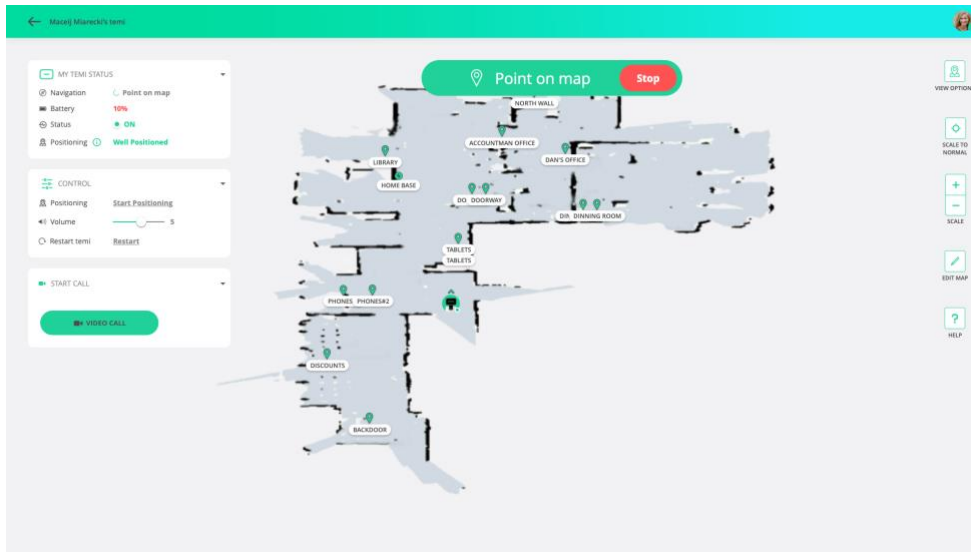 Maceij Miarecki's temi
MY TEMI STATUS
Navigation Point on map
Battery 10%
Status ON
Positioning Well Positioned
CONTROL
Positioning Start Positioning
Volume 5
Restart temi Restart
START CALL
VIDEO CALL
Point on map Stop
NORTH WALL
ACCOUNTMAN OFFICE
DAN'S OFFICE
LIBRARY
HOME BASE
DO DOORWAY
DINNING ROOM
TABLETS
TABLETS
PHONES PHONES#2
DISCOUNTS
BACKDOOR
VIEW OPTION
SCALE TO
NORMAL
+
−
SCALE
EDIT MAP
?
HELP